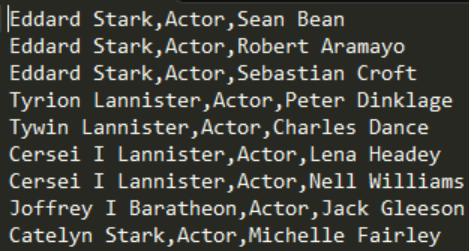 Eddard Stark,Actor,Sean Bean
Eddard Stark,Actor,Robert Aramayo
Eddard Stark,Actor,Sebastian Croft
Tyrion Lannister,Actor,Peter Dinklage
Tywin Lannister,Actor,Charles Dance
Cersei I Lannister,Actor,Lena Headey
Cersei I Lannister,Actor,Nell Williams
Joffrey I Baratheon,Actor,Jack Gleeson
Catelyn Stark,Actor,Michelle Fairley